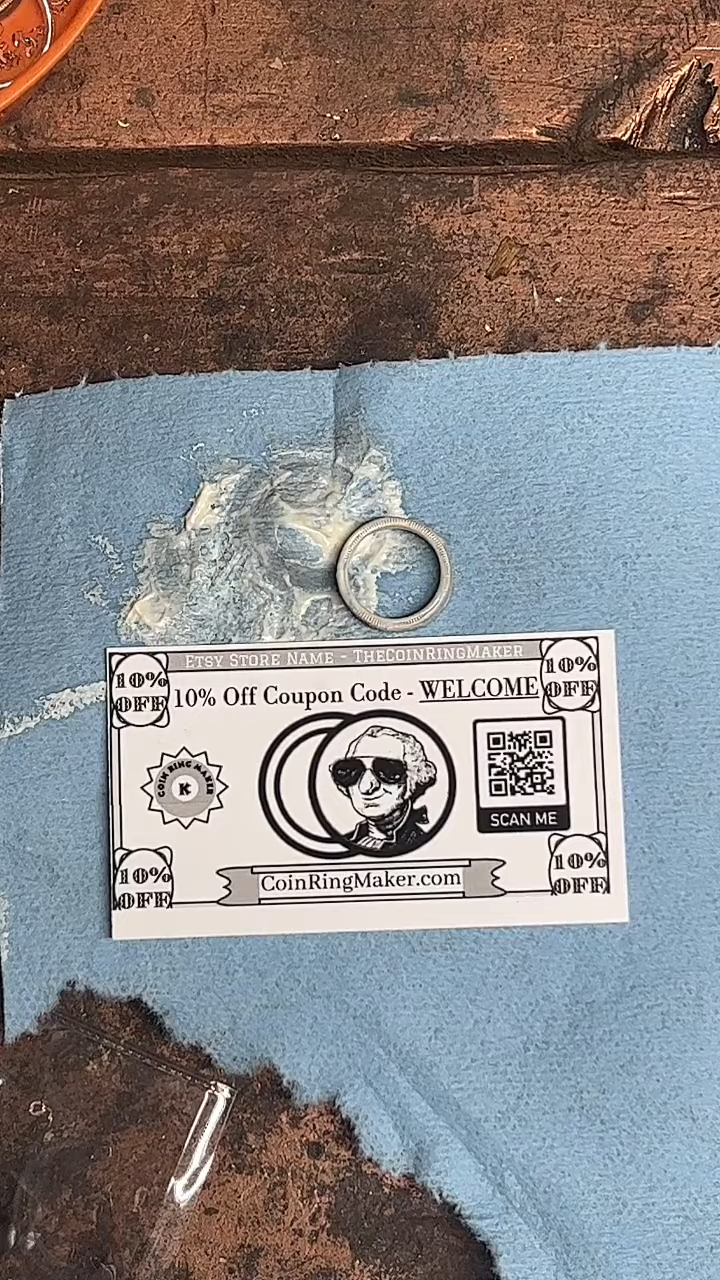 Etsy Store Name - TheCoinRingMaker
10% OFF
10% OFF
10% Off Coupon Code - WELCOME
COIN RING MAKER
K
SCAN ME
10% OFF
10% OFF
CoinRingMaker.com